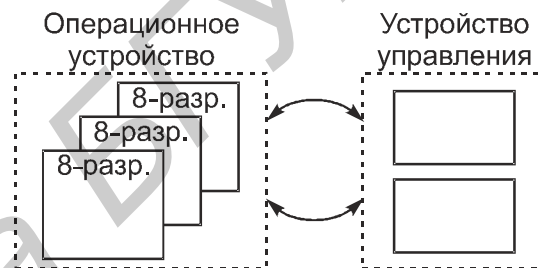 Операционное
устройство
Устройство
управления
8-разр.
8-разр.
8-разр.